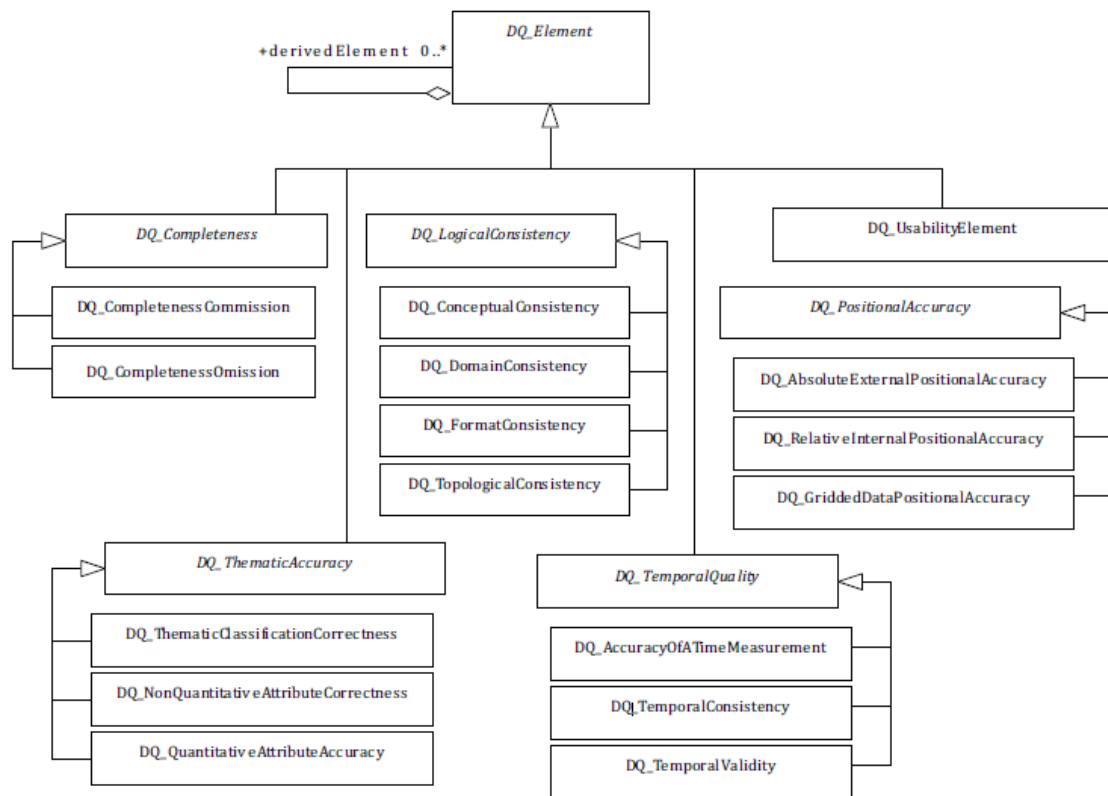 DQ_Element
+derivedElement 0..*
DQ_Completeness
DQ_LogicalConsistency
DQ_UsabilityElement
DQ_CompletenessCommission
DQ_CompletenessOmission
DQ_ConceptualConsistency
DQ_DomainConsistency
DQ_FormatConsistency
DQ_TopologicalConsistency
DQ_PositionalAccuracy
DQ_AbsoluteExternalPositionalAccuracy
DQ_RelativeInternalPositionalAccuracy
DQ_GriddedDataPositionalAccuracy
DQ_ThematicAccuracy
DQ_ThematicClassificationCorrectness
DQ_NonQuantitativeAttributeCorrectness
DQ_QuantitativeAttributeAccuracy
DQ_TemporalQuality
DQ_AccuracyOfATimeMeasurement
DQ_TemporalConsistency
DQ_TemporalValidity